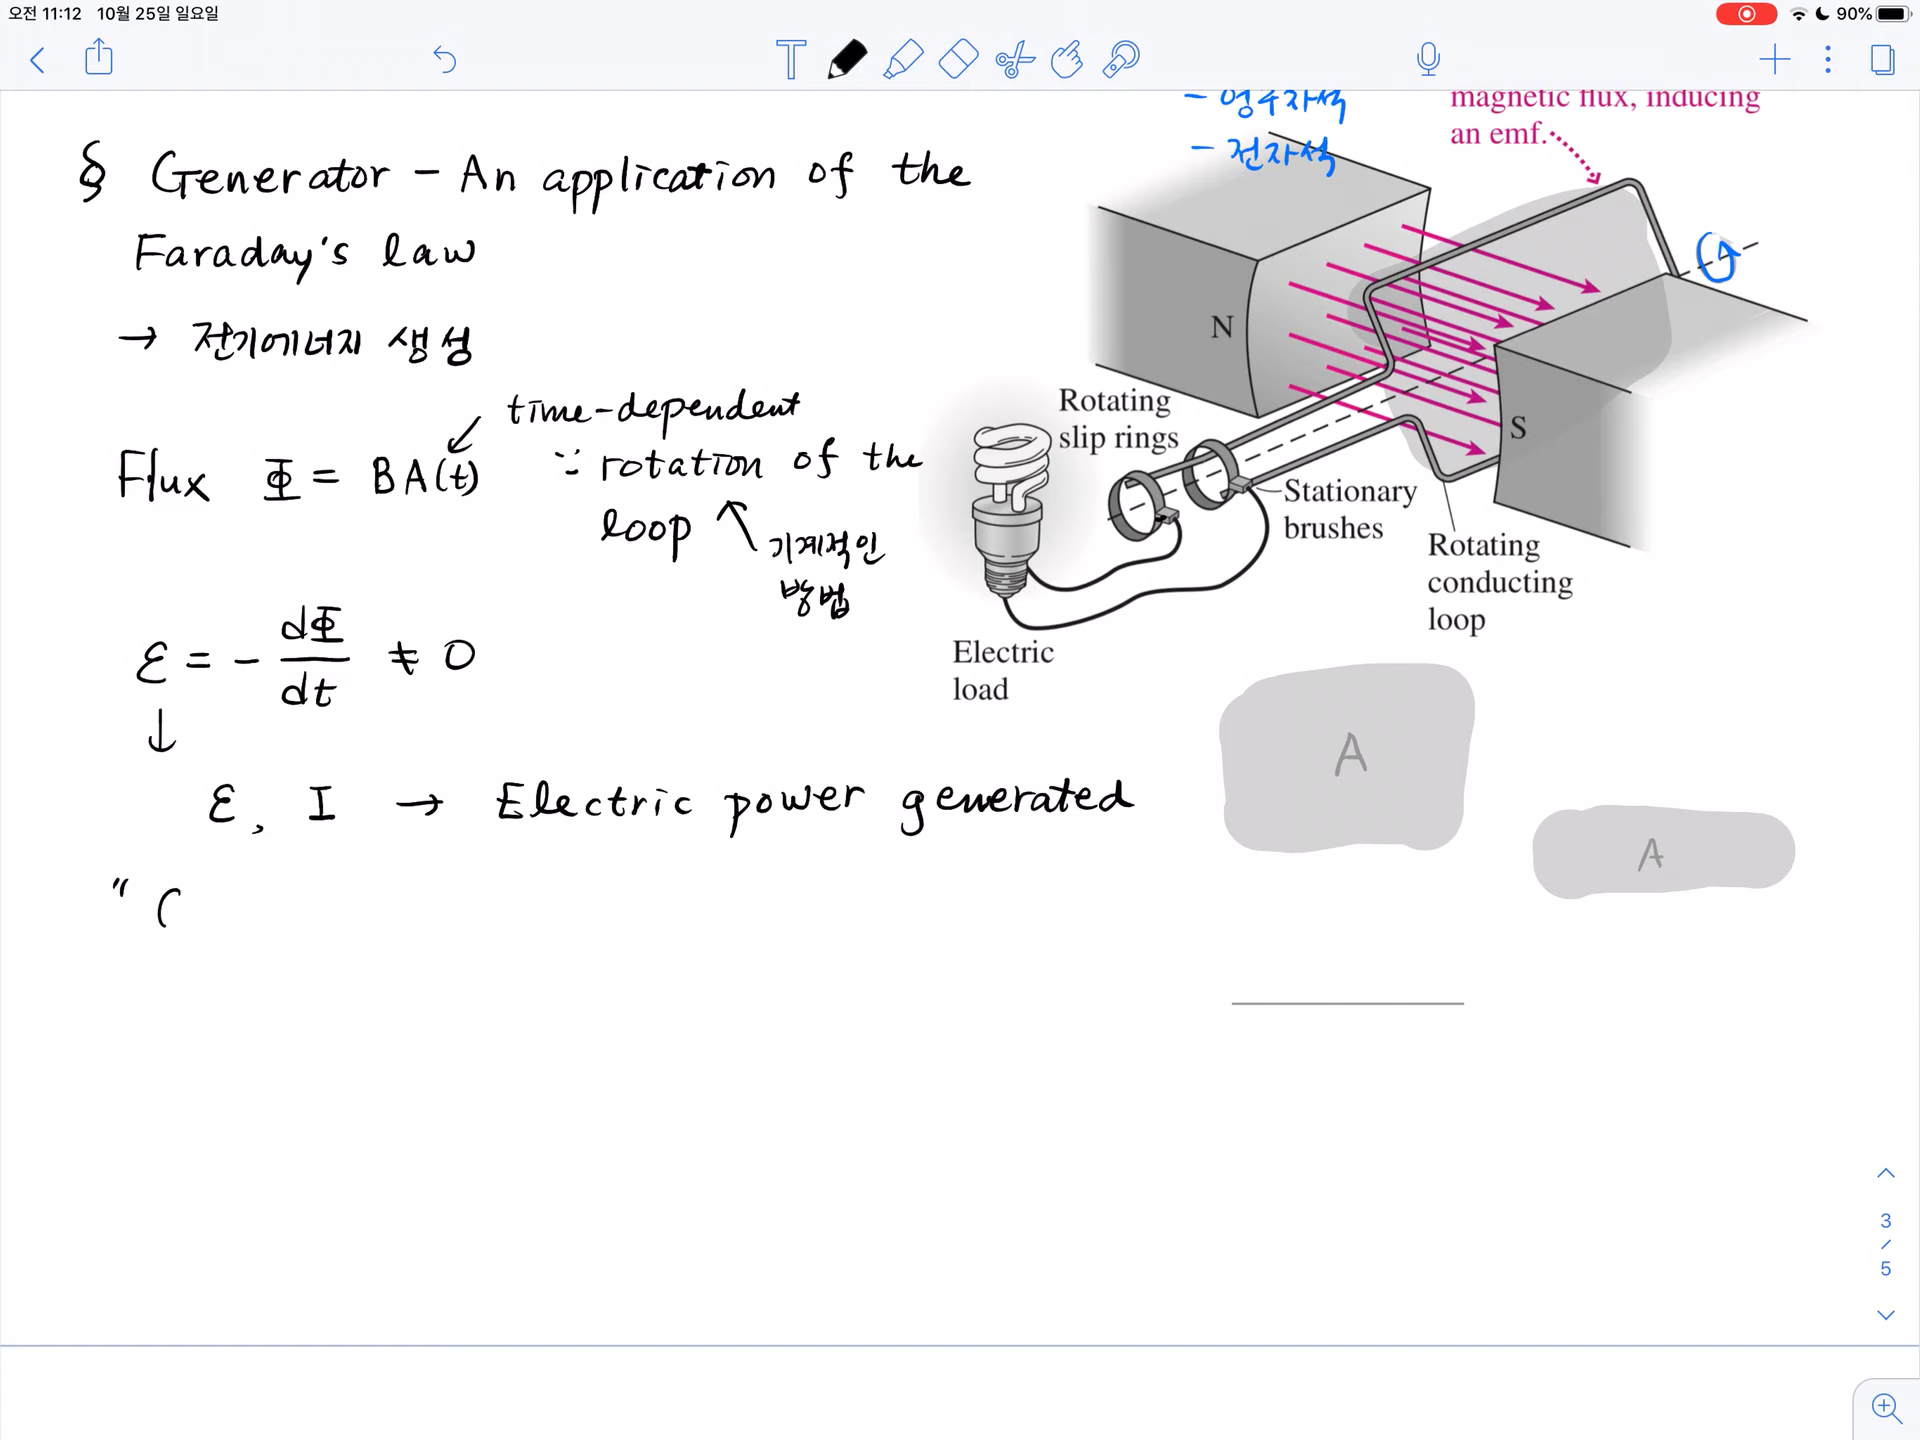 오전 11:12 10월 25일 일요일
90%
T
- 영구자석
- 전자석
magnetic flux, inducing
an emf.
§ Generator - An application of the
Faraday's law
→ 전기에너지 생성
time-dependent
Flux Φ = BA(t) ∵ rotation of the
loop
기계적인
방법
ℰ = - dΦ/dt ≠ 0
↓
ℰ, I → Electric power generated
" (
N
S
Rotating
slip rings
Stationary
brushes
Rotating
conducting
loop
Electric
load
A
A
3
/
5